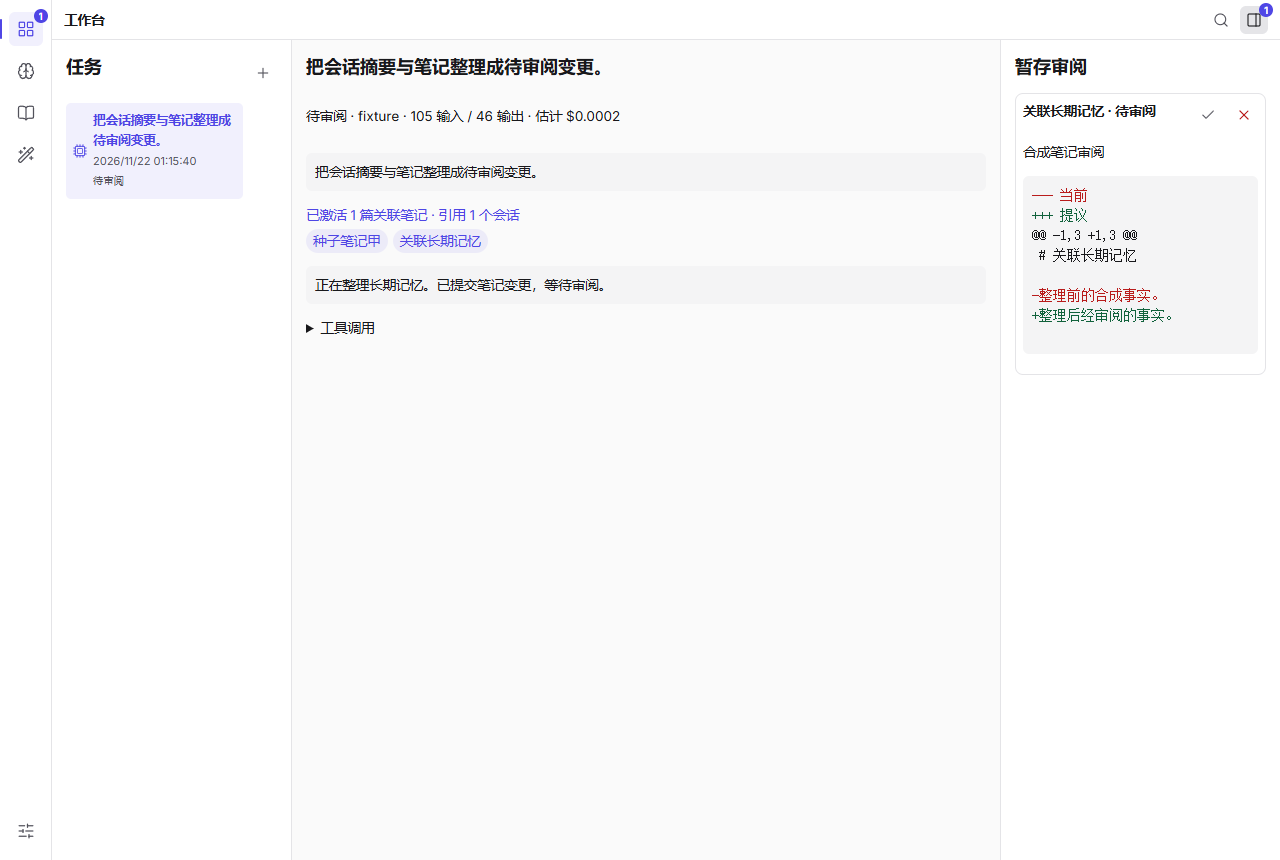 1
工作台
1
任务
把会话摘要与笔记整理成
待审阅变更。
2026/11/22 01:15:40
待审阅
把会话摘要与笔记整理成待审阅变更。
待审阅 · fixture · 105 输入 / 46 输出 · 估计 $0.0002
把会话摘要与笔记整理成待审阅变更。
已激活 1 篇关联笔记 · 引用 1 个会话
种子笔记甲 关联长期记忆
正在整理长期记忆。已提交笔记变更，等待审阅。
工具调用
暂存审阅
关联长期记忆 · 待审阅
合成笔记审阅
--- 当前
+++ 提议
@@ -1,3 +1,3 @@
# 关联长期记忆
-整理前的合成事实。
+整理后经审阅的事实。